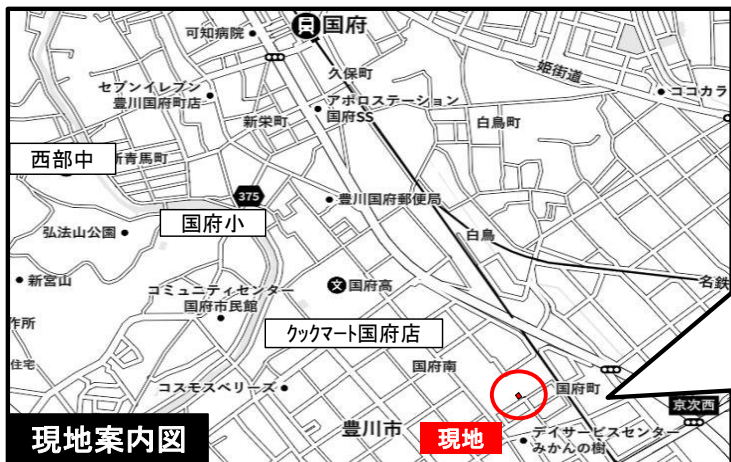 可知病院
国府
久保町
姫街道
セブンイレブン
豊川国府町店
アポロステーション
国府SS
ココカラ
新栄町
白鳥町
西部中
新青馬町
375
豊川国府郵便局
国府小
弘法山公園
白鳥
新宮山
コミュニティセンター
国府市民館
文
国府高
名鉄
作所
クックマート国府店
住宅
国府南
コスモスベリーズ
国府町
京次西
豊川市
現地
デイサービスセンター
みかんの樹
現地案内図